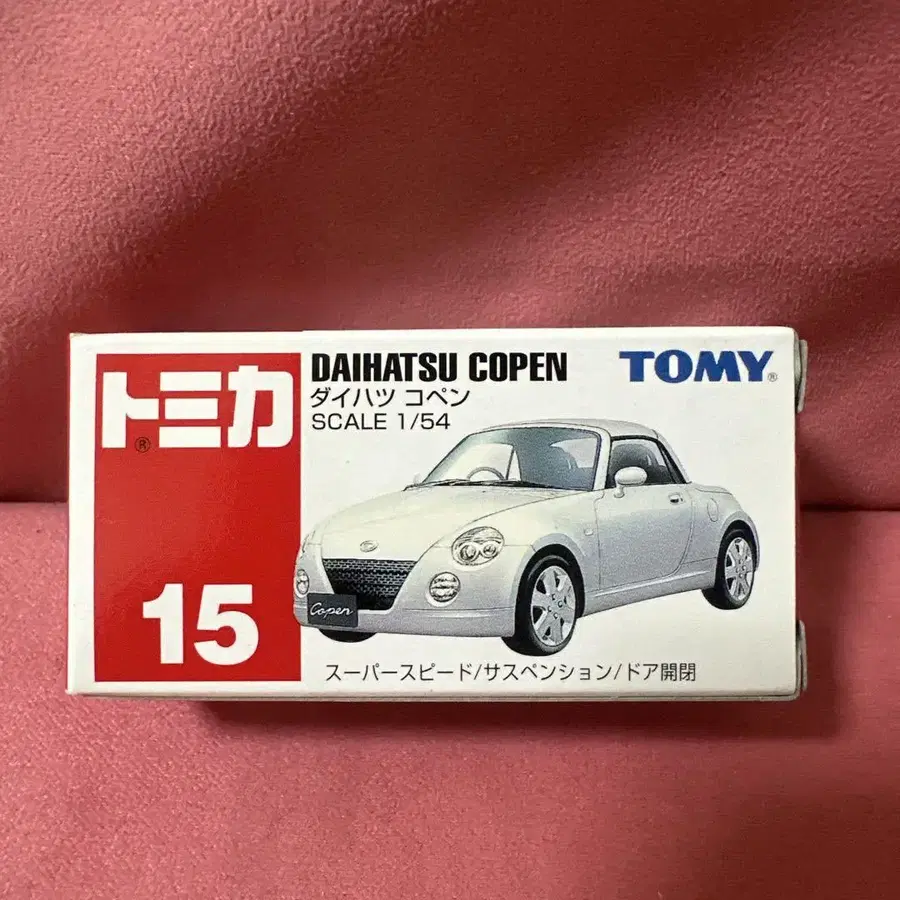 トミカ®
15
DAIHATSU COPEN
ダイハツ コペン
SCALE 1/54
TOMY®
Copen
スーパースピード/サスペンション/ドア開閉